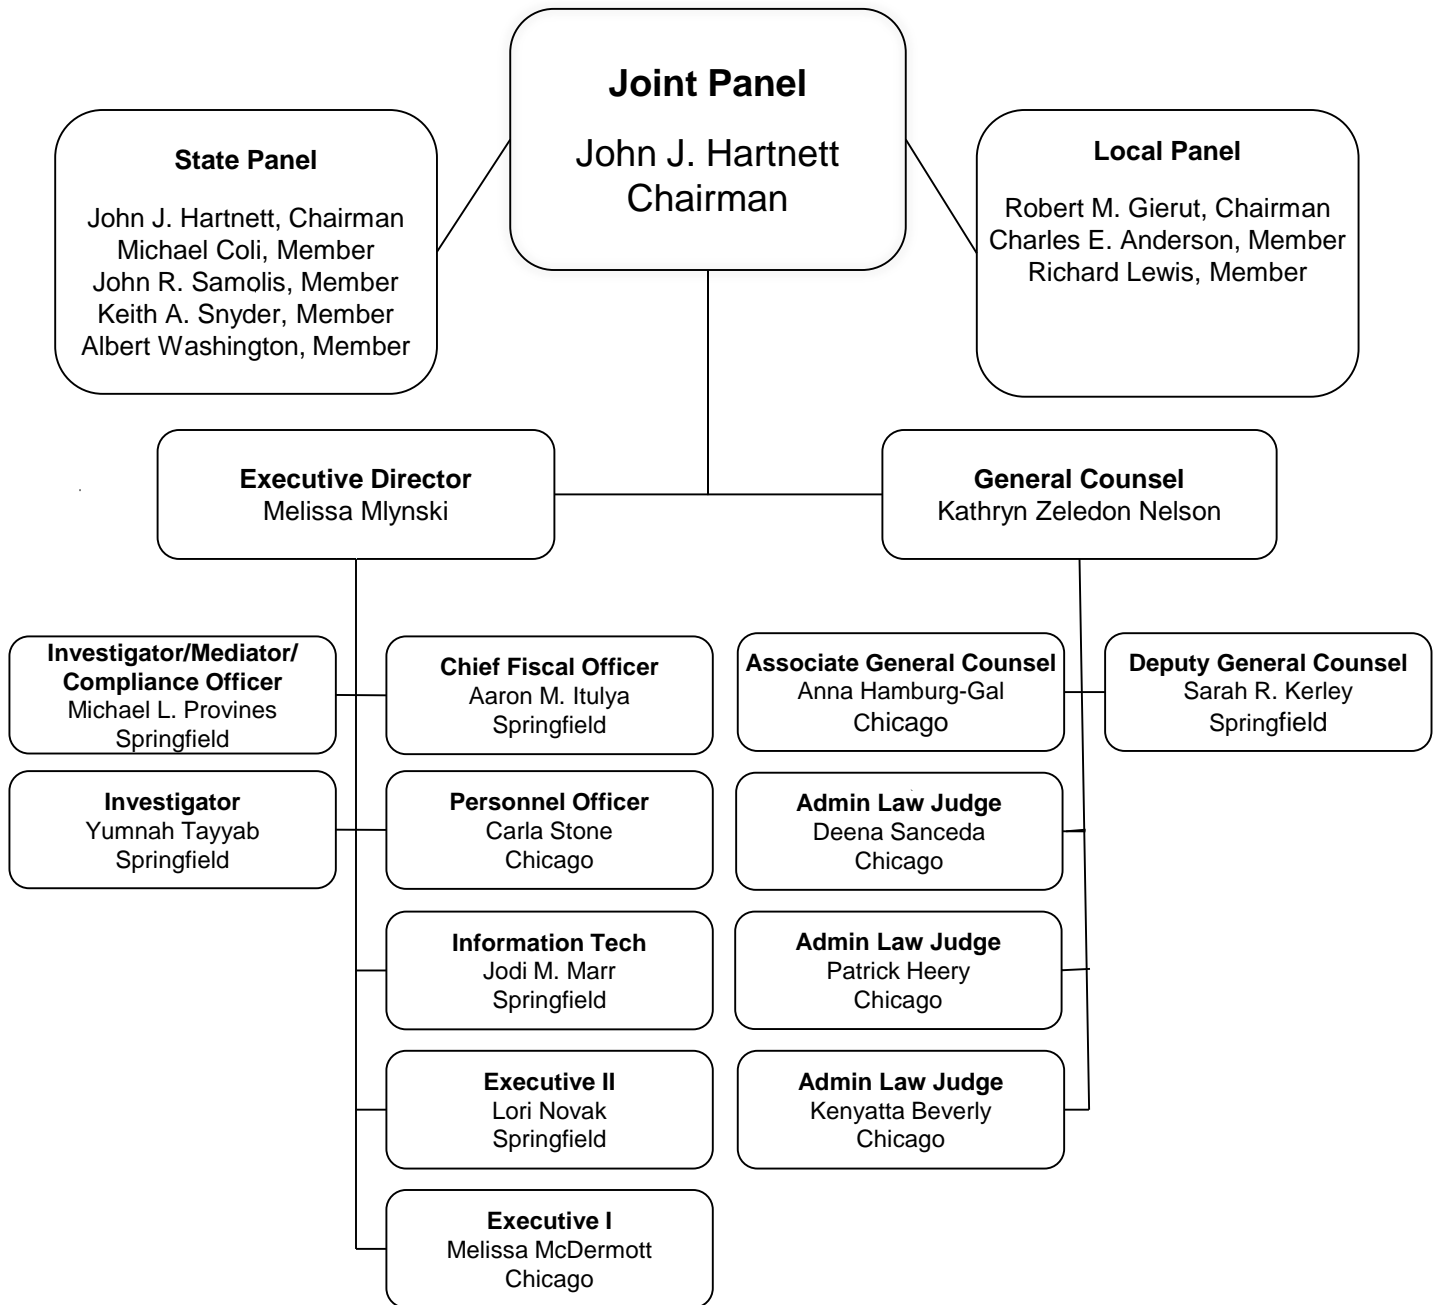 Joint Panel
John J. Hartnett
Chairman
State Panel
John J. Hartnett, Chairman
Michael Coli, Member
John R. Samolis, Member
Keith A. Snyder, Member
Albert Washington, Member
Local Panel
Robert M. Gierut, Chairman
Charles E. Anderson, Member
Richard Lewis, Member
Executive Director
Melissa Mlynski
General Counsel
Kathryn Zeledon Nelson
Investigator/Mediator/
Compliance Officer
Michael L. Provines
Springfield
Chief Fiscal Officer
Aaron M. Itulya
Springfield
Associate General Counsel
Anna Hamburg-Gal
Chicago
Deputy General Counsel
Sarah R. Kerley
Springfield
Investigator
Yumnah Tayyab
Springfield
Personnel Officer
Carla Stone
Chicago
Admin Law Judge
Deena Sanceda
Chicago
Information Tech
Jodi M. Marr
Springfield
Admin Law Judge
Patrick Heery
Chicago
Executive II
Lori Novak
Springfield
Admin Law Judge
Kenyatta Beverly
Chicago
Executive I
Melissa McDermott
Chicago